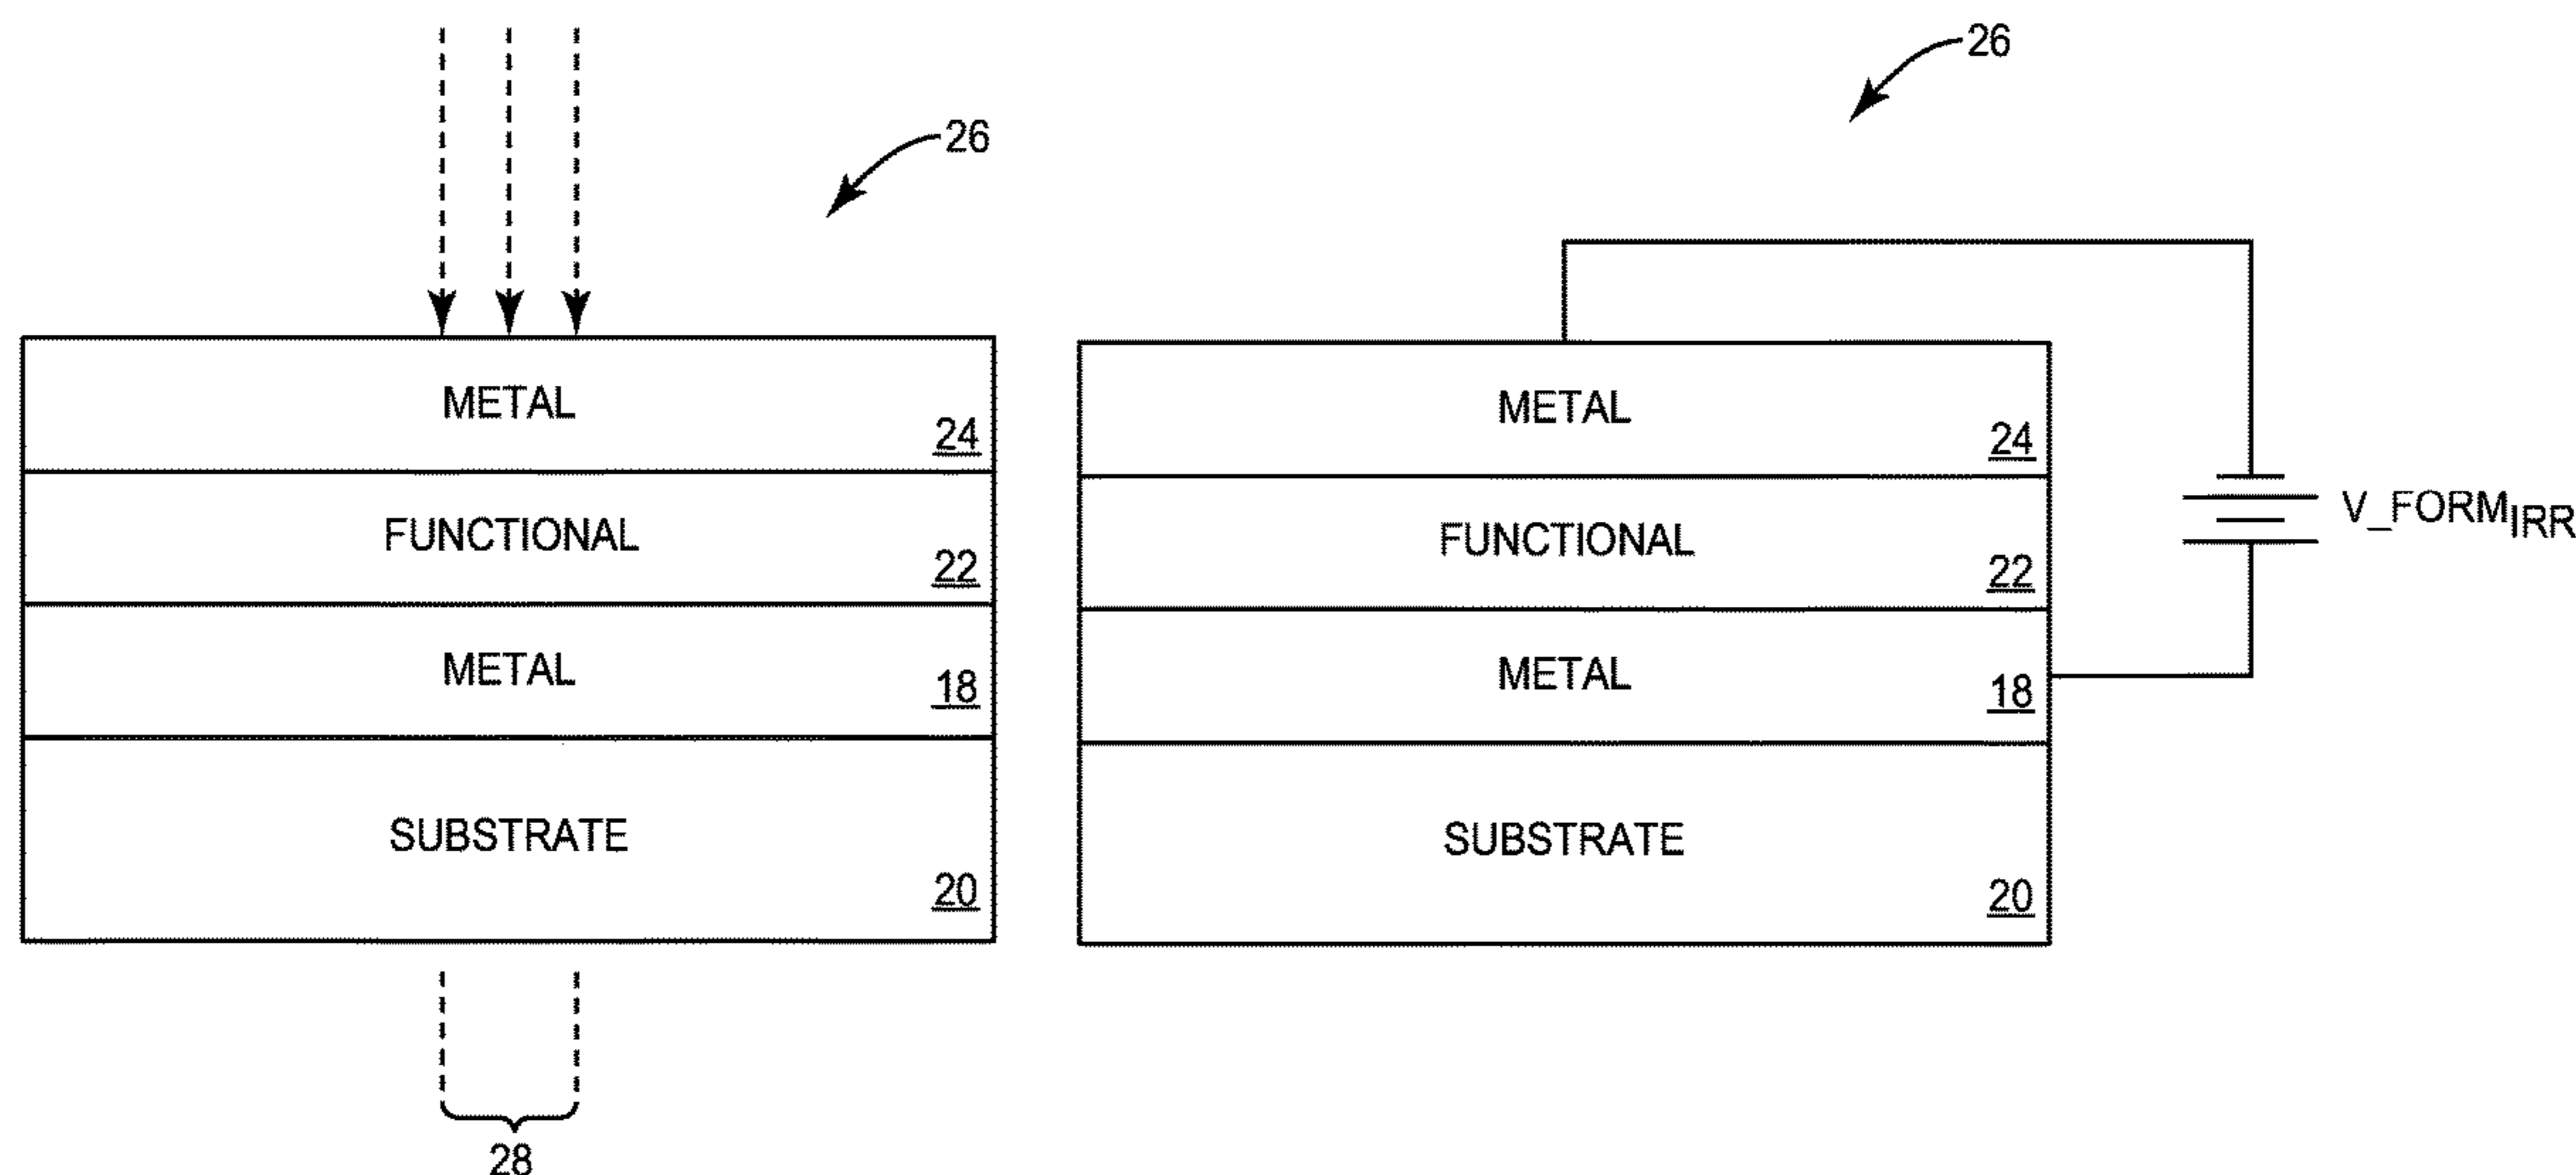 26
METAL
24
FUNCTIONAL
22
METAL
18
SUBSTRATE
20
28
26
METAL
24
FUNCTIONAL
22
METAL
18
SUBSTRATE
20
V_FORMIRR